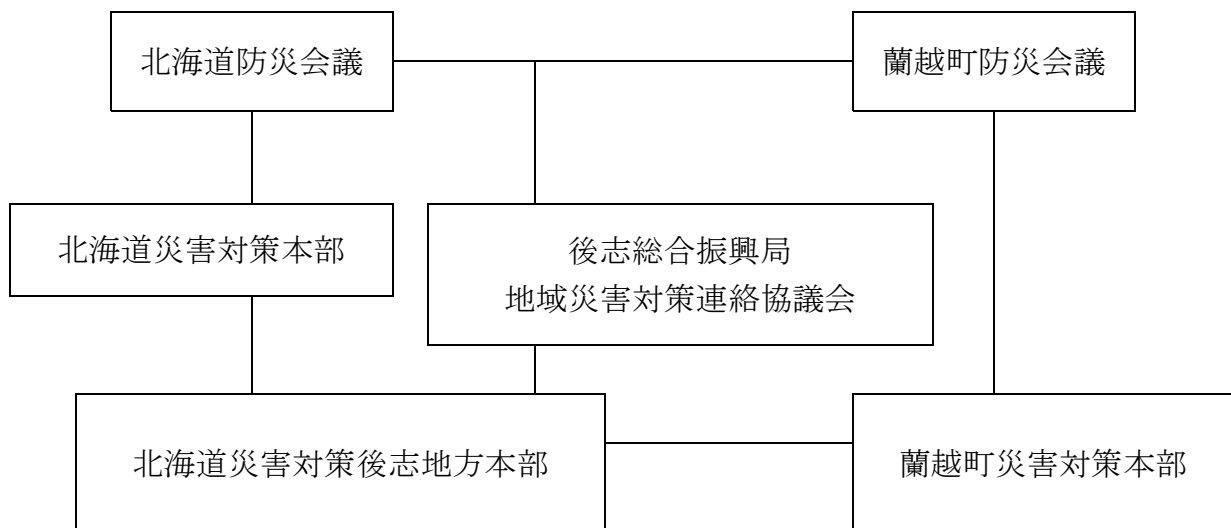 北海道防災会議
蘭越町防災会議
北海道災害対策本部
後志総合振興局
地域災害対策連絡協議会
北海道災害対策後志地方本部
蘭越町災害対策本部